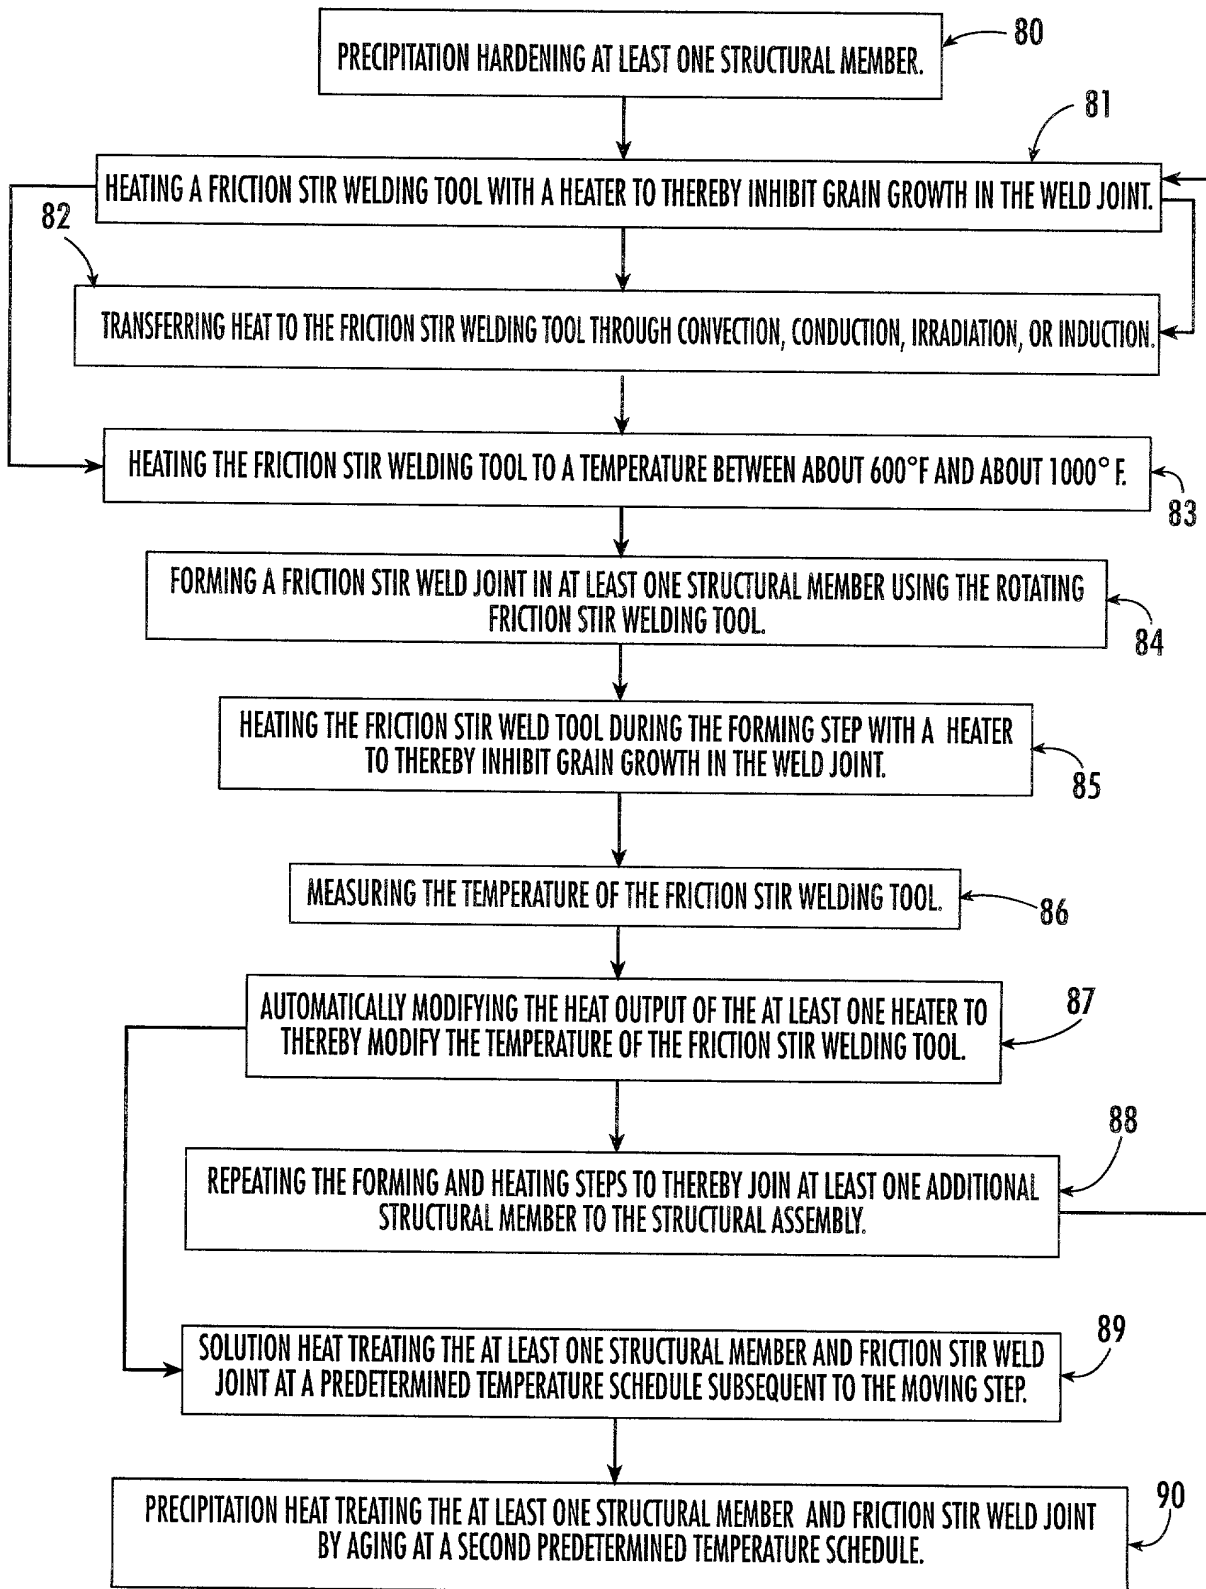 PRECIPITATION HARDENING AT LEAST ONE STRUCTURAL MEMBER.
80
81
HEATING A FRICTION STIR WELDING TOOL WITH A HEATER TO THEREBY INHIBIT GRAIN GROWTH IN THE WELD JOINT.
82
TRANSFERRING HEAT TO THE FRICTION STIR WELDING TOOL THROUGH CONVECTION, CONDUCTION, IRRADIATION, OR INDUCTION.
HEATING THE FRICTION STIR WELDING TOOL TO A TEMPERATURE BETWEEN ABOUT 600°F AND ABOUT 1000° F.
83
FORMING A FRICTION STIR WELD JOINT IN AT LEAST ONE STRUCTURAL MEMBER USING THE ROTATING
FRICTION STIR WELDING TOOL.
84
HEATING THE FRICTION STIR WELD TOOL DURING THE FORMING STEP WITH A HEATER
TO THEREBY INHIBIT GRAIN GROWTH IN THE WELD JOINT.
85
MEASURING THE TEMPERATURE OF THE FRICTION STIR WELDING TOOL.
86
AUTOMATICALLY MODIFYING THE HEAT OUTPUT OF THE AT LEAST ONE HEATER TO
THEREBY MODIFY THE TEMPERATURE OF THE FRICTION STIR WELDING TOOL.
87
88
REPEATING THE FORMING AND HEATING STEPS TO THEREBY JOIN AT LEAST ONE ADDITIONAL
STRUCTURAL MEMBER TO THE STRUCTURAL ASSEMBLY.
89
SOLUTION HEAT TREATING THE AT LEAST ONE STRUCTURAL MEMBER AND FRICTION STIR WELD
JOINT AT A PREDETERMINED TEMPERATURE SCHEDULE SUBSEQUENT TO THE MOVING STEP.
90
PRECIPITATION HEAT TREATING THE AT LEAST ONE STRUCTURAL MEMBER AND FRICTION STIR WELD JOINT
BY AGING AT A SECOND PREDETERMINED TEMPERATURE SCHEDULE.